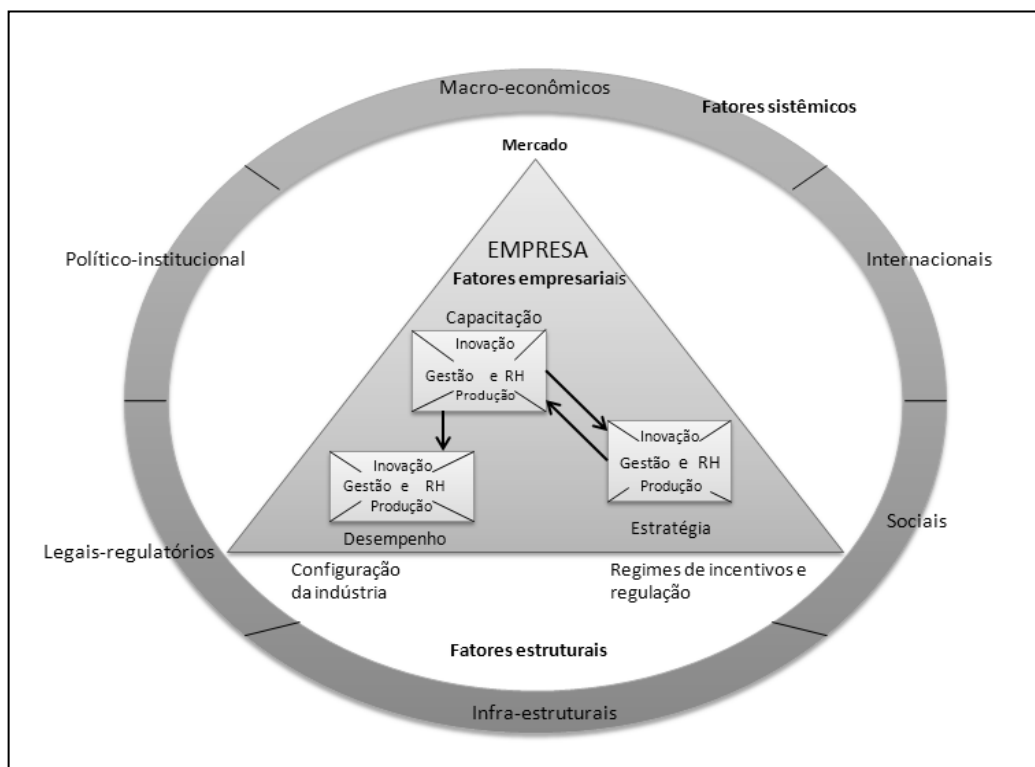 Macro-econômicos
Fatores sistêmicos
Mercado
Político-institucional
EMPRESA
Internacionais
Fatores empresariais
Capacitação
Inovação
Gestão e RH
Produção
Inovação
Gestão e RH
Produção
Estratégia
Inovação
Gestão e RH
Produção
Desempenho
Sociais
Legais-regulatórios
Configuração
da indústria
Regimes de incentivos e
regulação
Fatores estruturais
Infra-estruturais